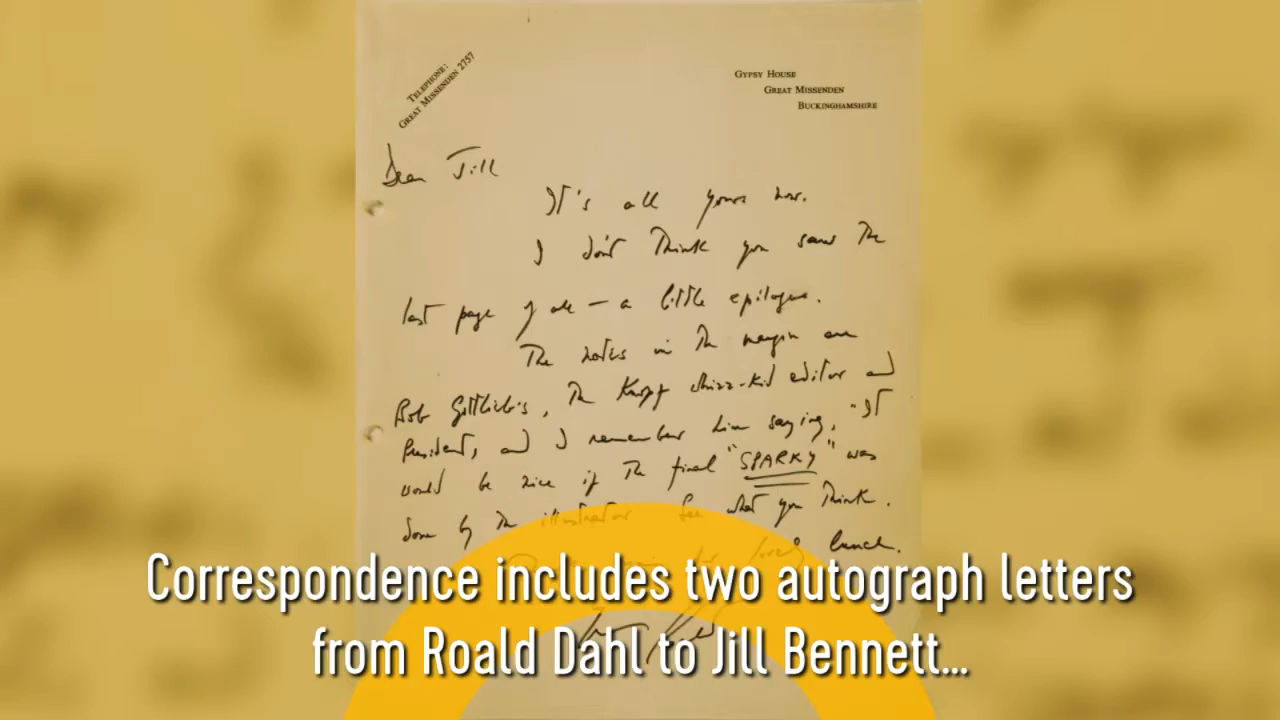 TELEPHONE:
GREAT MISSENDEN 2757
GYPSY HOUSE
GREAT MISSENDEN
BUCKINGHAMSHIRE
Dear Jill
It's all yours now.
I don't think you saw the
last page of all — a little epilogue.
The notes in the margin are
Bob Gottlieb's, the Knopf whizz-kid editor and
President, and I remember him saying, "It
would be nice if the final "SPARKY" was
done by the illustrator. See what you think.
lovely lunch.
Correspondence includes two autograph letters
from Roald Dahl to Jill Bennett...